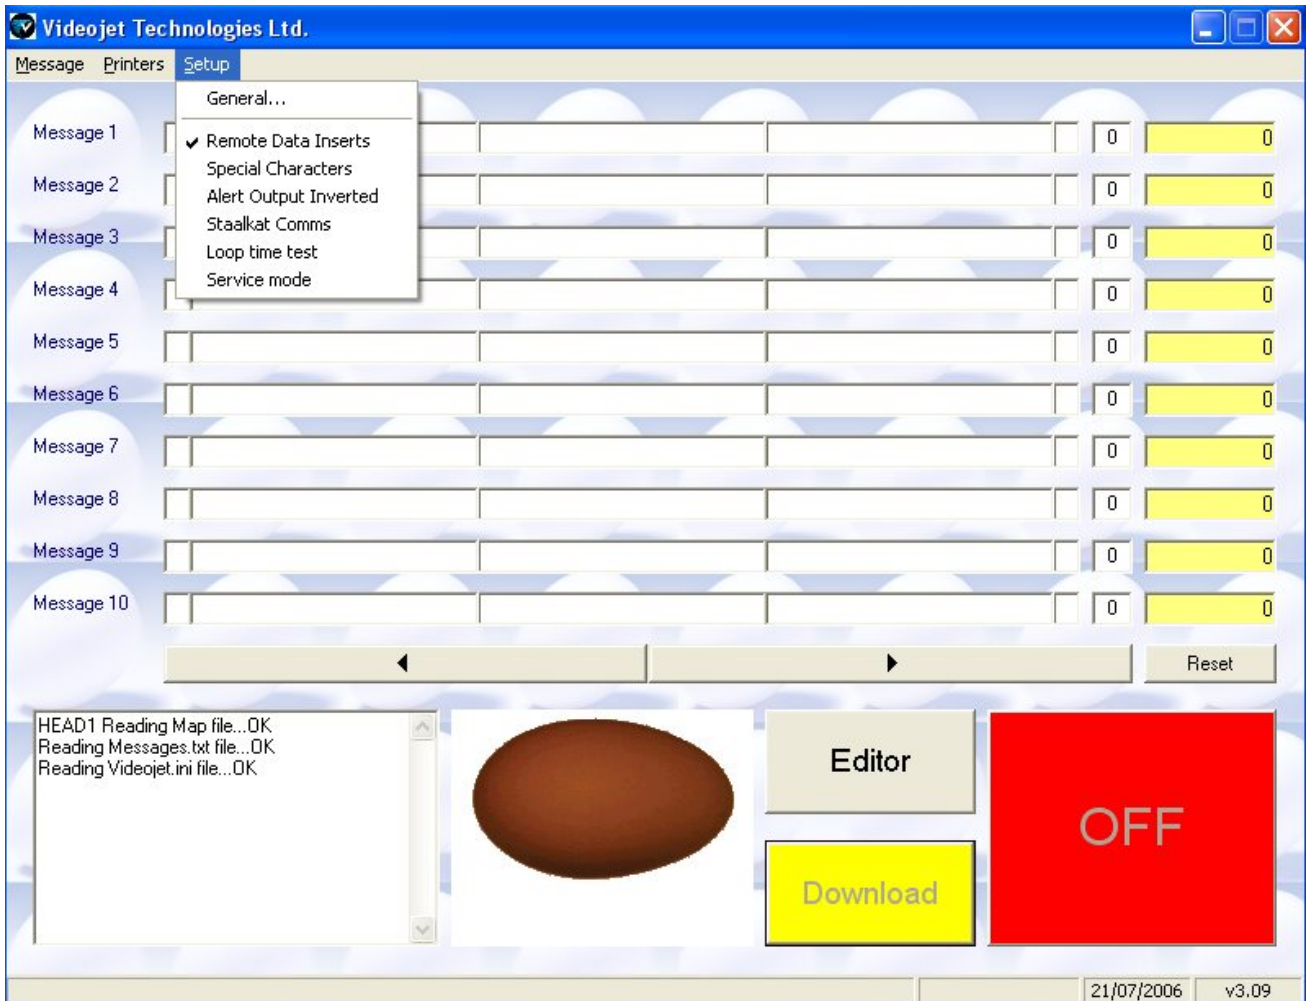 Videojet Technologies Ltd.
Message Printers Setup
General...
Remote Data Inserts
Special Characters
Alert Output Inverted
Staalkat Comms
Loop time test
Service mode
Message 1 0 0
Message 2 0 0
Message 3 0 0
Message 4 0 0
Message 5 0 0
Message 6 0 0
Message 7 0 0
Message 8 0 0
Message 9 0 0
Message 10 0 0
Reset
HEAD1 Reading Map file...OK
Reading Messages.txt file...OK
Reading Videojet.ini file...OK
Editor
Download
OFF
21/07/2006 v3.09